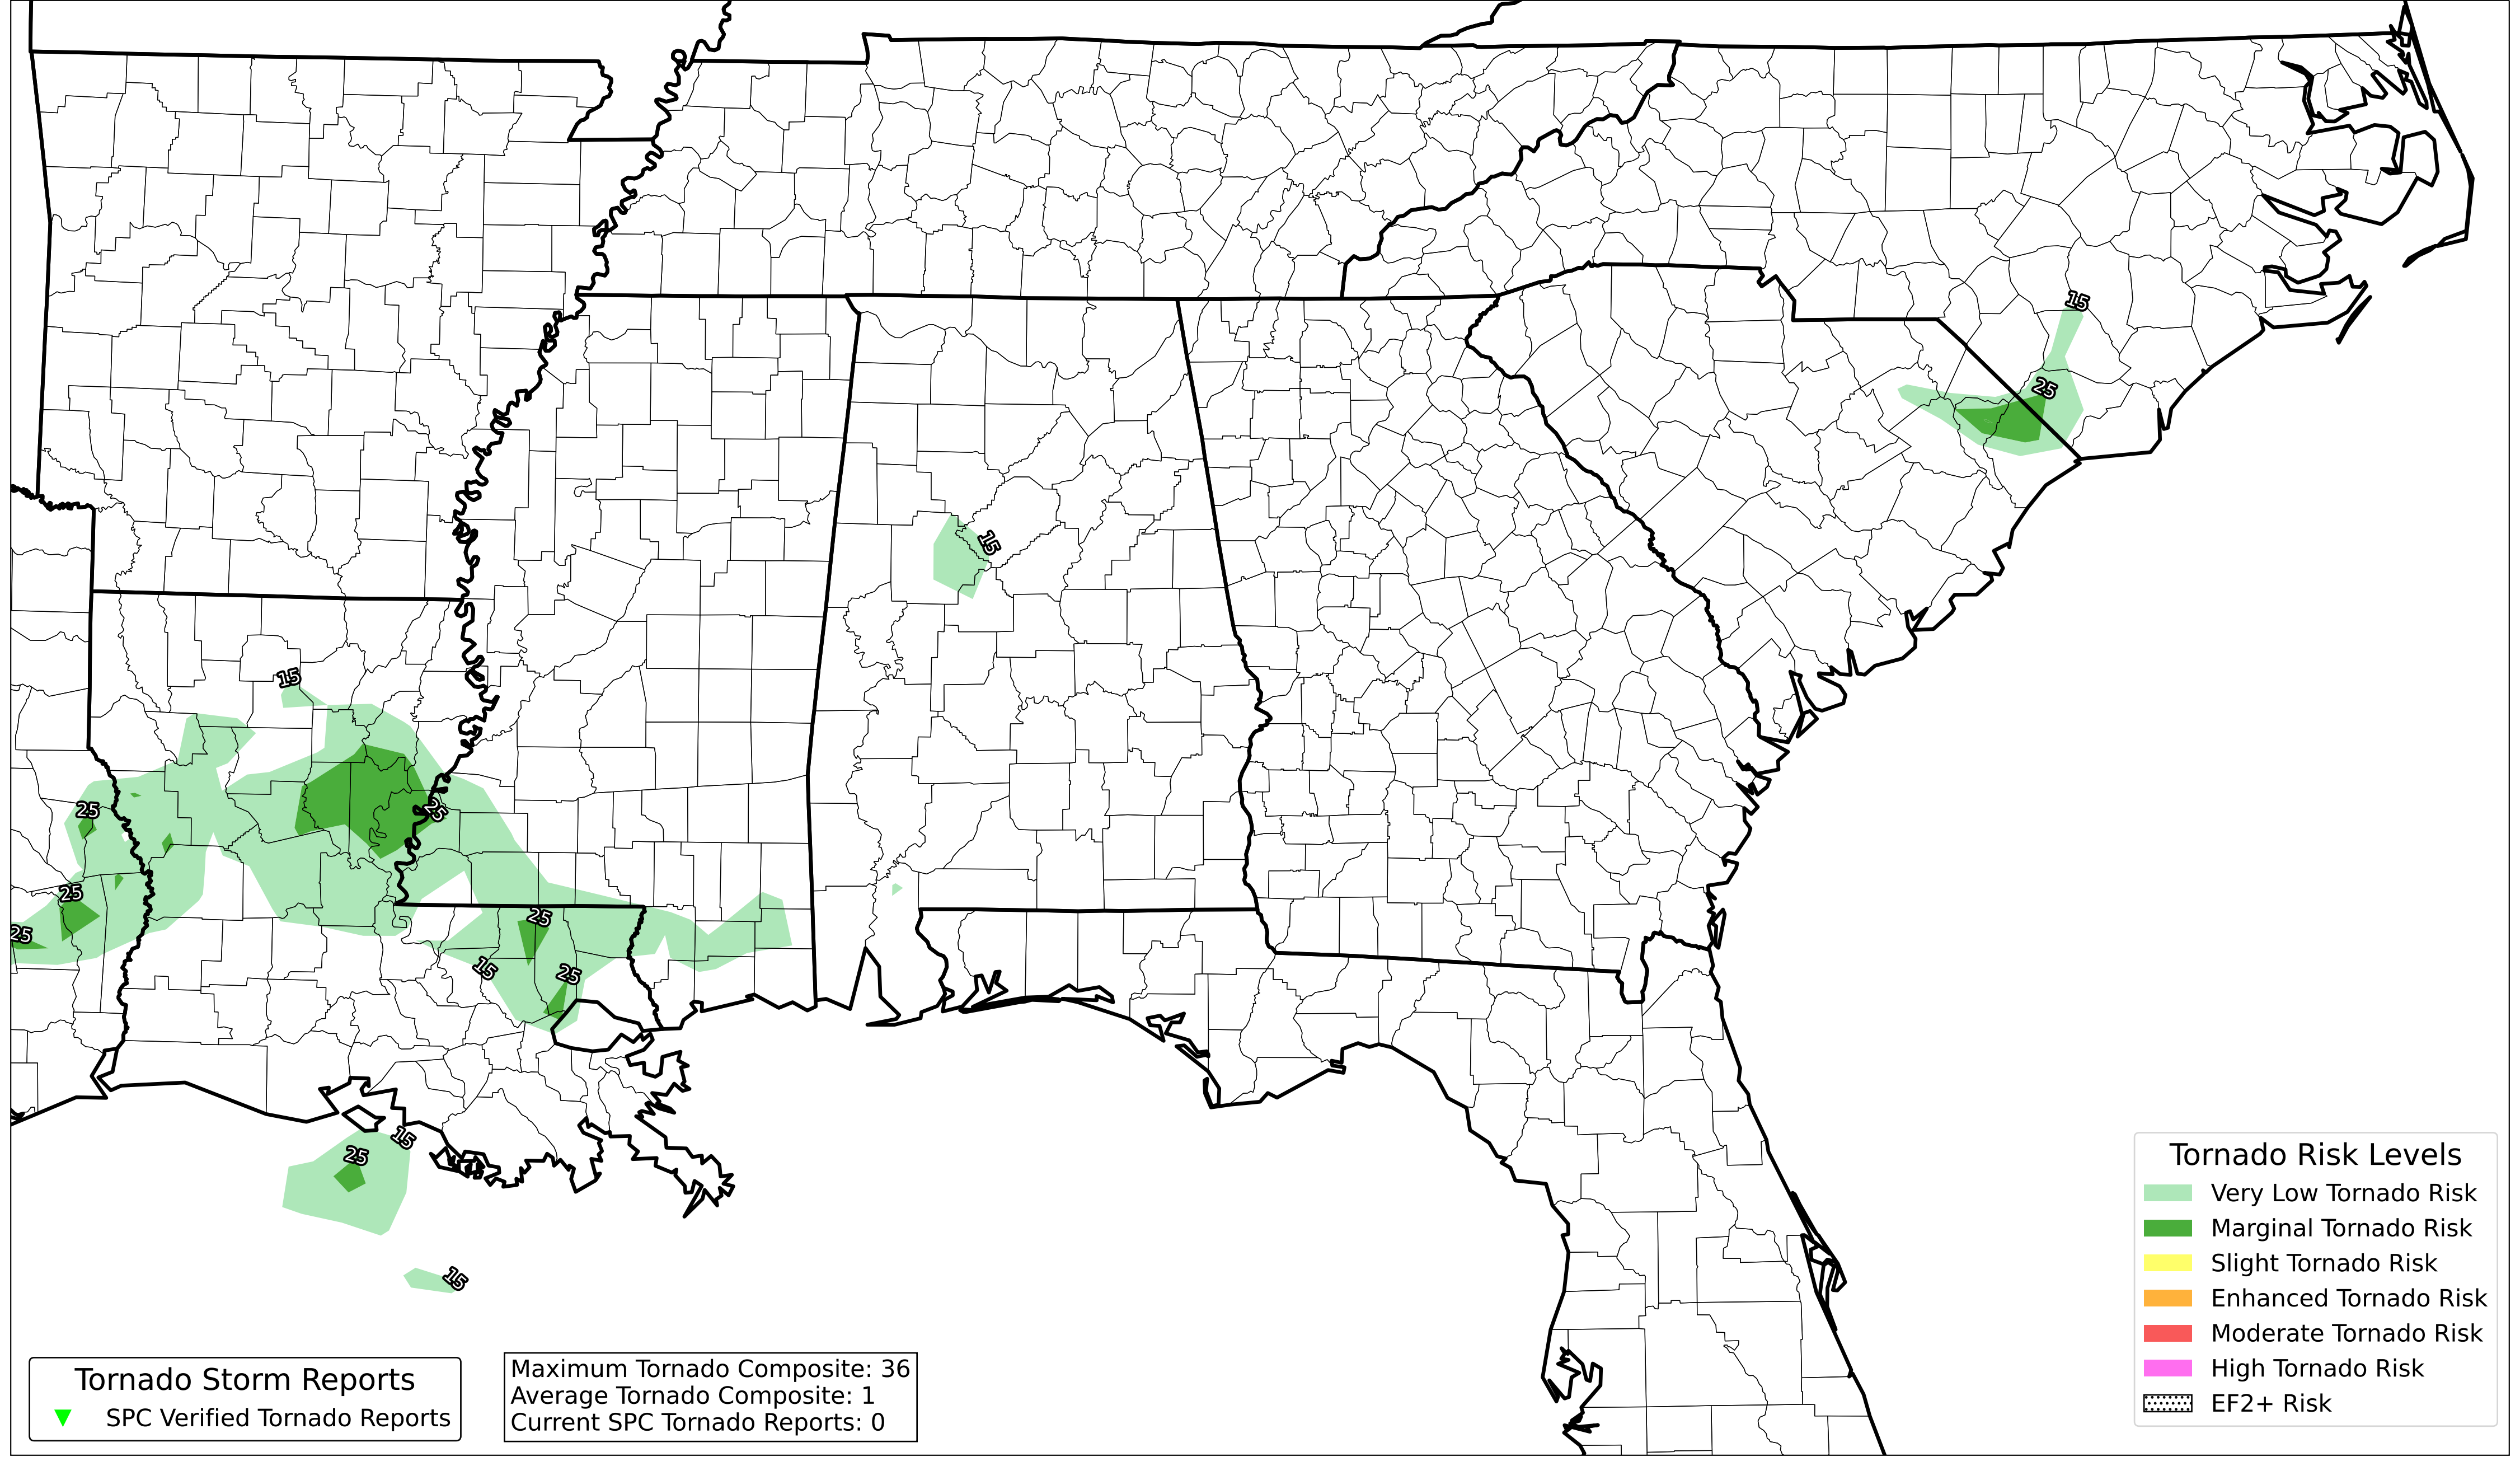 15
25
15
15
25
25
25
25
25
15
25
15
25
15
Tornado Risk Levels
Very Low Tornado Risk
Marginal Tornado Risk
Slight Tornado Risk
Enhanced Tornado Risk
Moderate Tornado Risk
High Tornado Risk
EF2+ Risk
Tornado Storm Reports
SPC Verified Tornado Reports
Maximum Tornado Composite: 36
Average Tornado Composite: 1
Current SPC Tornado Reports: 0